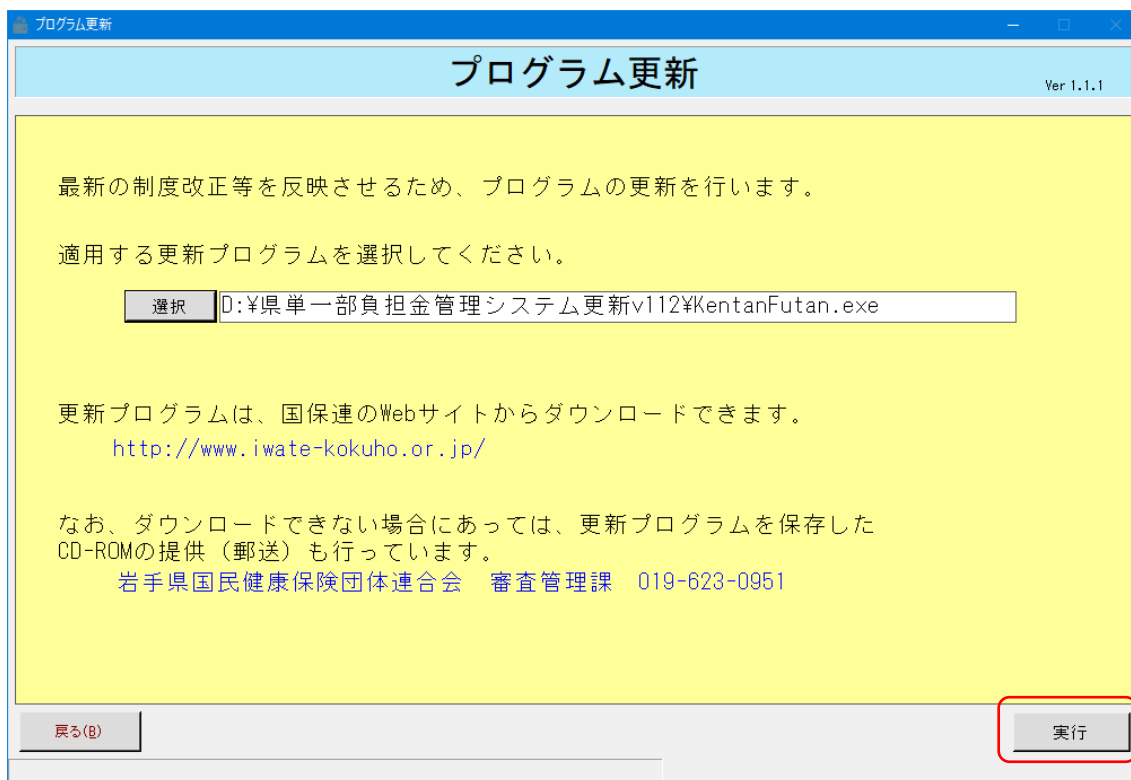 プログラム更新
プログラム更新
Ver 1.1.1
最新の制度改正等を反映させるため、プログラムの更新を行います。
適用する更新プログラムを選択してください。
選択 D:¥県単一部負担金管理システム更新v112¥KentanFutan.exe
更新プログラムは、国保連のWebサイトからダウンロードできます。
http://www.iwate-kokuho.or.jp/
なお、ダウンロードできない場合にあっては、更新プログラムを保存した
CD-ROMの提供（郵送）も行っています。
岩手県国民健康保険団体連合会　審査管理課　019-623-0951
戻る(B) 実行